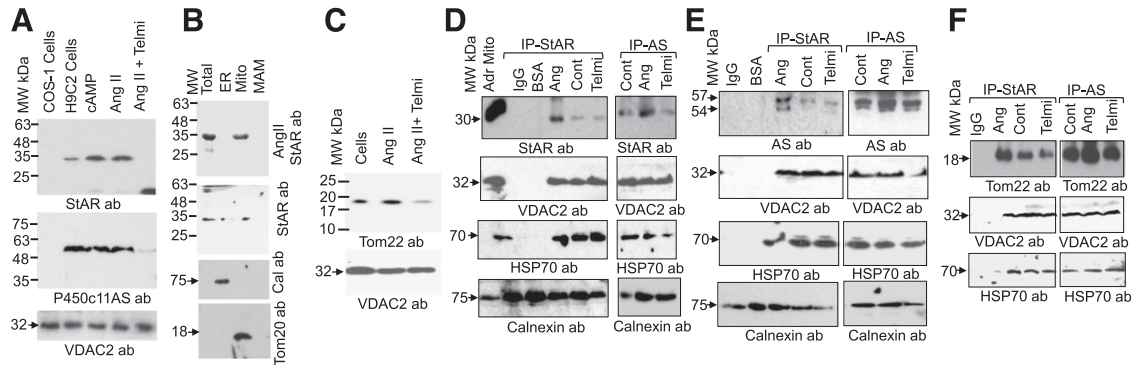 A
MW kDa
COS-1 Cells
H9C2 Cells
cAMP
Ang II
Ang II + Telmi
63
48
35
25
StAR ab
75
63
48
35
P450c11AS ab
32
VDAC2 ab
B
MW
Total
ER
Mito
MAM
63
48
35
25
AngII
StAR ab
63
48
35
25
StAR ab
75
Cal ab
18
Tom20 ab
C
MW kDa
Cells
Ang II
Ang II+ Telmi
25
20
17
10
Tom22 ab
32
VDAC2 ab
D
MW kDa
Adr Mito
IP-StAR
IgG
BSA
Ang
Cont
Telmi
IP-AS
Cont
Ang
Telmi
30
StAR ab
StAR ab
32
VDAC2 ab
VDAC2 ab
70
HSP70 ab
HSP70 ab
75
Calnexin ab
Calnexin ab
E
MW kDa
IgG
BSA
IP-StAR
Ang
Cont
Telmi
IP-AS
Cont
Ang
Telmi
57
54
AS ab
AS ab
32
VDAC2 ab
VDAC2 ab
70
HSP70 ab
HSP70 ab
75
Calnexin ab
Calnexin ab
F
MW kDa
IP-StAR
IgG
Ang
Cont
Telmi
IP-AS
Cont
Ang
Telmi
18
Tom22 ab
Tom22 ab
32
VDAC2 ab
VDAC2 ab
70
HSP70 ab
HSP70 ab